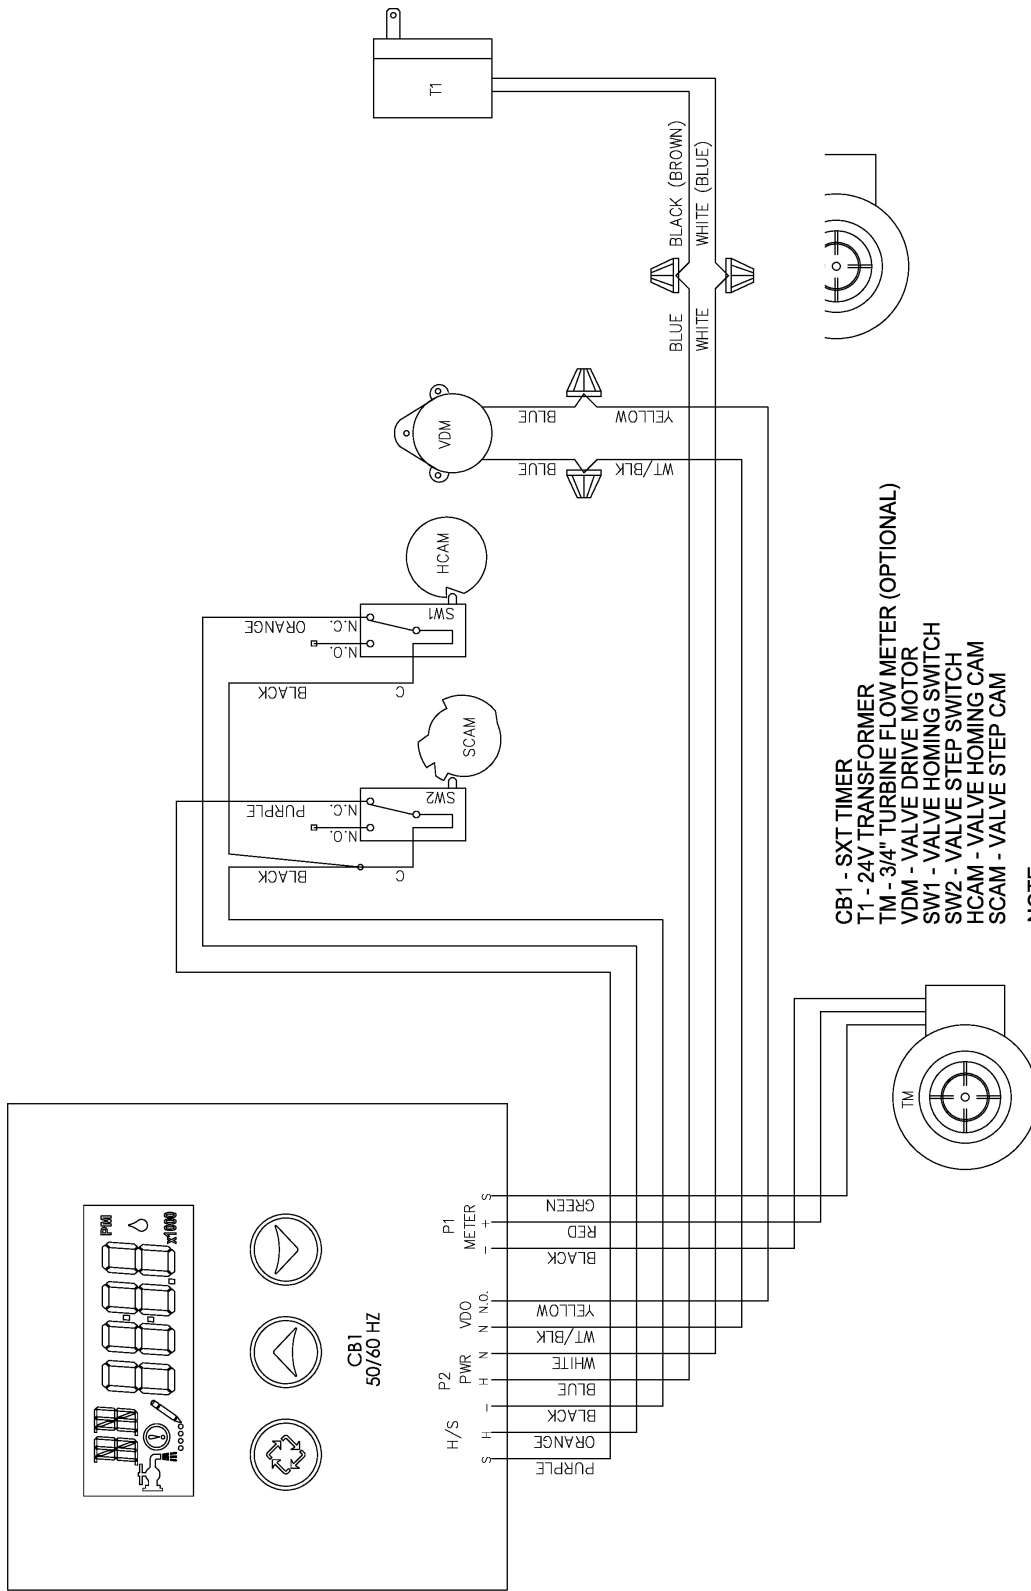 T1
BLACK (BROWN)
WHITE (BLUE)
BLUE
WHITE
VDM
BLUE
YELLOW
BLUE
WT/BLK
HCAM
SW1
N.C.
N.O.
C
ORANGE
BLACK
SCAM
SW2
N.C.
N.O.
C
PURPLE
BLACK
CB1 - SXT TIMER
T1 - 24V TRANSFORMER
TM - 3/4" TURBINE FLOW METER (OPTIONAL)
VDM - VALVE DRIVE MOTOR
SW1 - VALVE HOMING SWITCH
SW2 - VALVE STEP SWITCH
HCAM - VALVE HOMING CAM
SCAM - VALVE STEP CAM
TM
PM
x1000
CB1
50/60 HZ
H/S
P2
PWR
VDO
P1
METER
S H - H N N N.O. - + S
PURPLE
ORANGE
BLACK
BLUE
WHITE
WT/BLK
YELLOW
BLACK
RED
GREEN